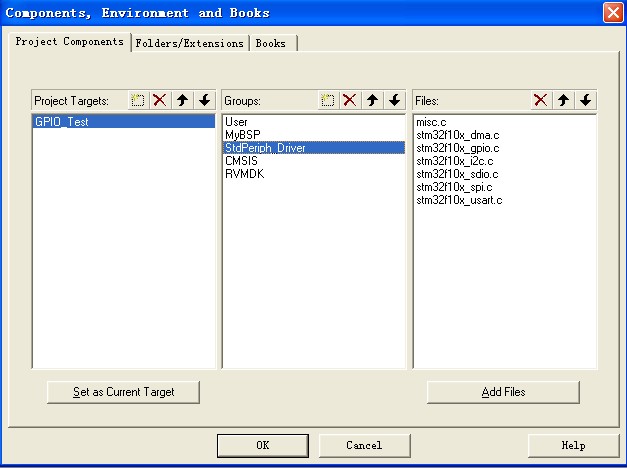 Components, Environment and Books
Project Components
Folders/Extensions
Books
Project Targets:
Groups:
Files:
GPIO_Test
User
MyBSP
StdPeriph_Driver
CMSIS
RVMDK
misc.c
stm32f10x_dma.c
stm32f10x_gpio.c
stm32f10x_i2c.c
stm32f10x_sdio.c
stm32f10x_spi.c
stm32f10x_usart.c
Set as Current Target
Add Files
OK
Cancel
Help